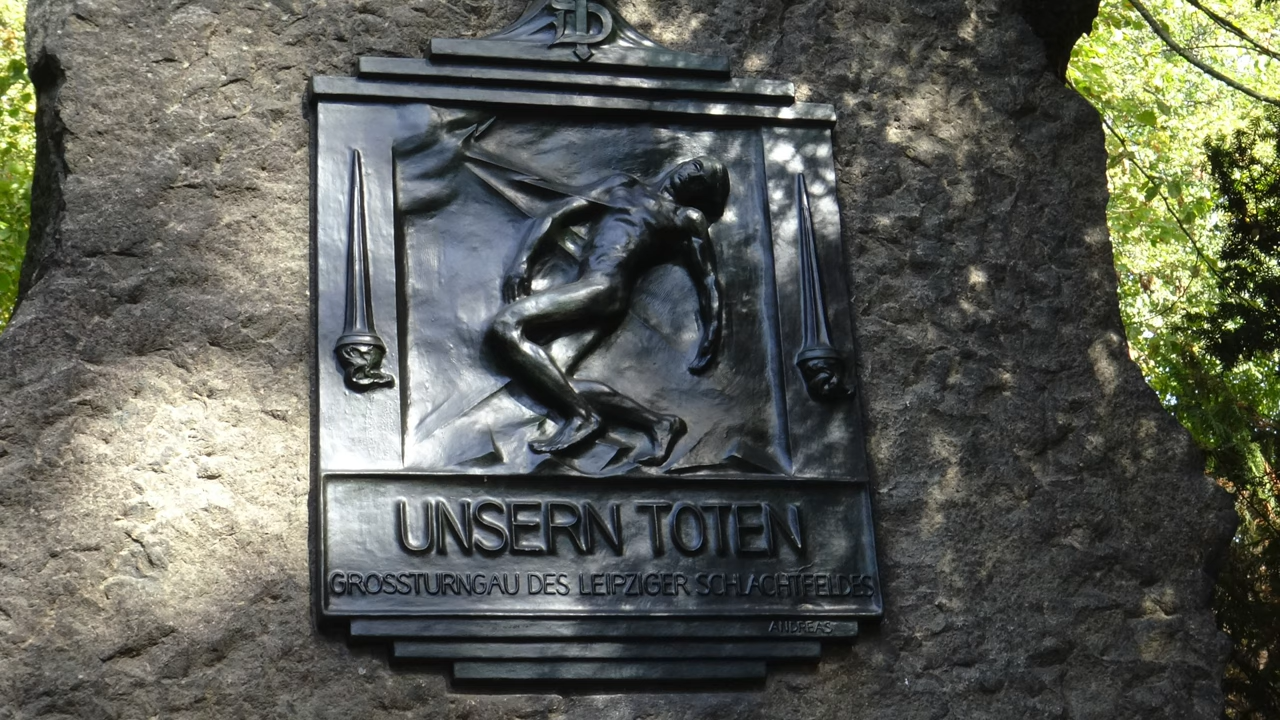 UNSERN TOTEN
GROSSTURNGAU DES LEIPZIGER SCHLACHTFELDES
ANDREAS